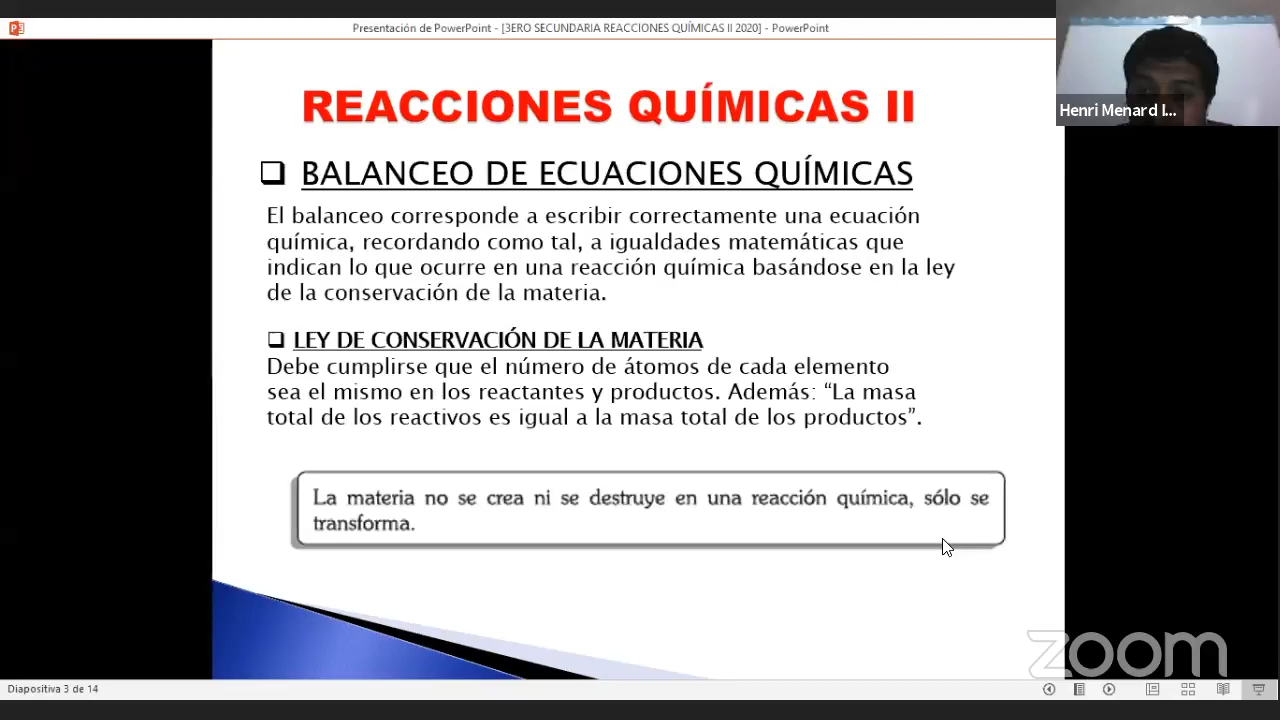 Presentación de PowerPoint - [3ERO SECUNDARIA REACCIONES QUÍMICAS II 2020] - PowerPoint
Henri Menard I...
REACCIONES QUÍMICAS II
BALANCEO DE ECUACIONES QUÍMICAS
El balanceo corresponde a escribir correctamente una ecuación
química, recordando como tal, a igualdades matemáticas que
indican lo que ocurre en una reacción química basándose en la ley
de la conservación de la materia.
LEY DE CONSERVACIÓN DE LA MATERIA
Debe cumplirse que el número de átomos de cada elemento
sea el mismo en los reactantes y productos. Además: “La masa
total de los reactivos es igual a la masa total de los productos”.
La materia no se crea ni se destruye en una reacción química, sólo se
transforma.
zoom
Diapositiva 3 de 14